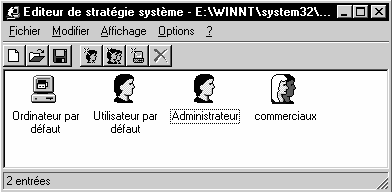 Editeur de stratégie système - E:\WINNT\system32\...
Fichier Modifier Affichage Options ?
Ordinateur par défaut
Utilisateur par défaut
Administrateur
commerciaux
2 entrées